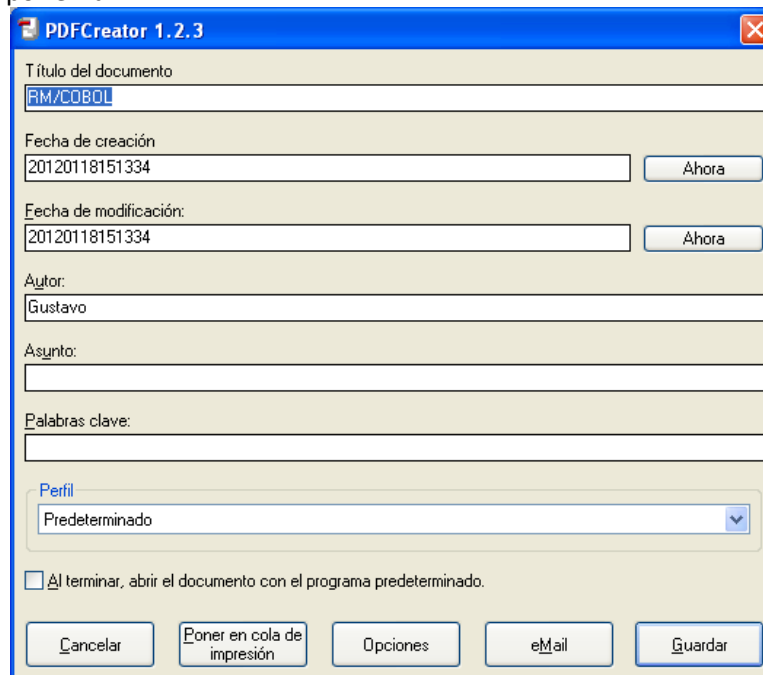 PDFCreator 1.2.3
Título del documento
RM/COBOL
Fecha de creación
20120118151334
Ahora
Fecha de modificación:
20120118151334
Ahora
Autor:
Gustavo
Asunto:
Palabras clave:
Perfil
Predeterminado
Al terminar, abrir el documento con el programa predeterminado.
Cancelar
Poner en cola de
impresión
Opciones
eMail
Guardar